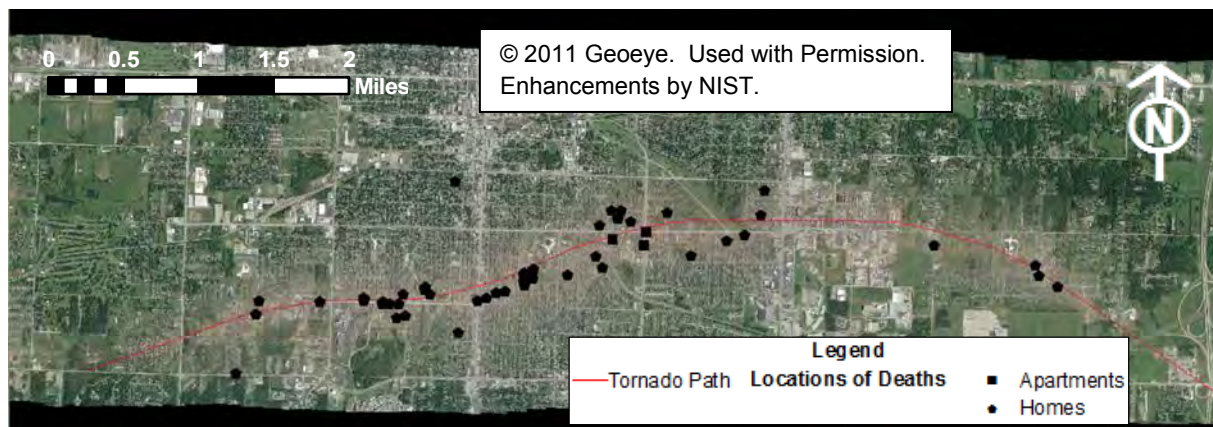 0 0.5 1 1.5 2
Miles
© 2011 Geoeye. Used with Permission.
Enhancements by NIST.
N
Legend
Tornado Path Locations of Deaths
Apartments
Homes